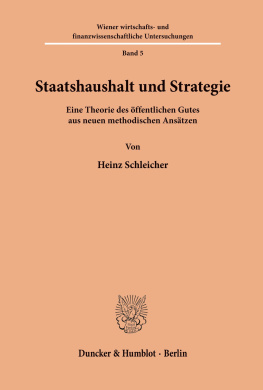 Wiener wirtschafts- und
finanzwissenschaftliche Untersuchungen
Band 5
Staatshaushalt und Strategie
Eine Theorie des öffentlichen Gutes
aus neuen methodischen Ansätzen
Von
Heinz Schleicher
Duncker & Humblot · Berlin